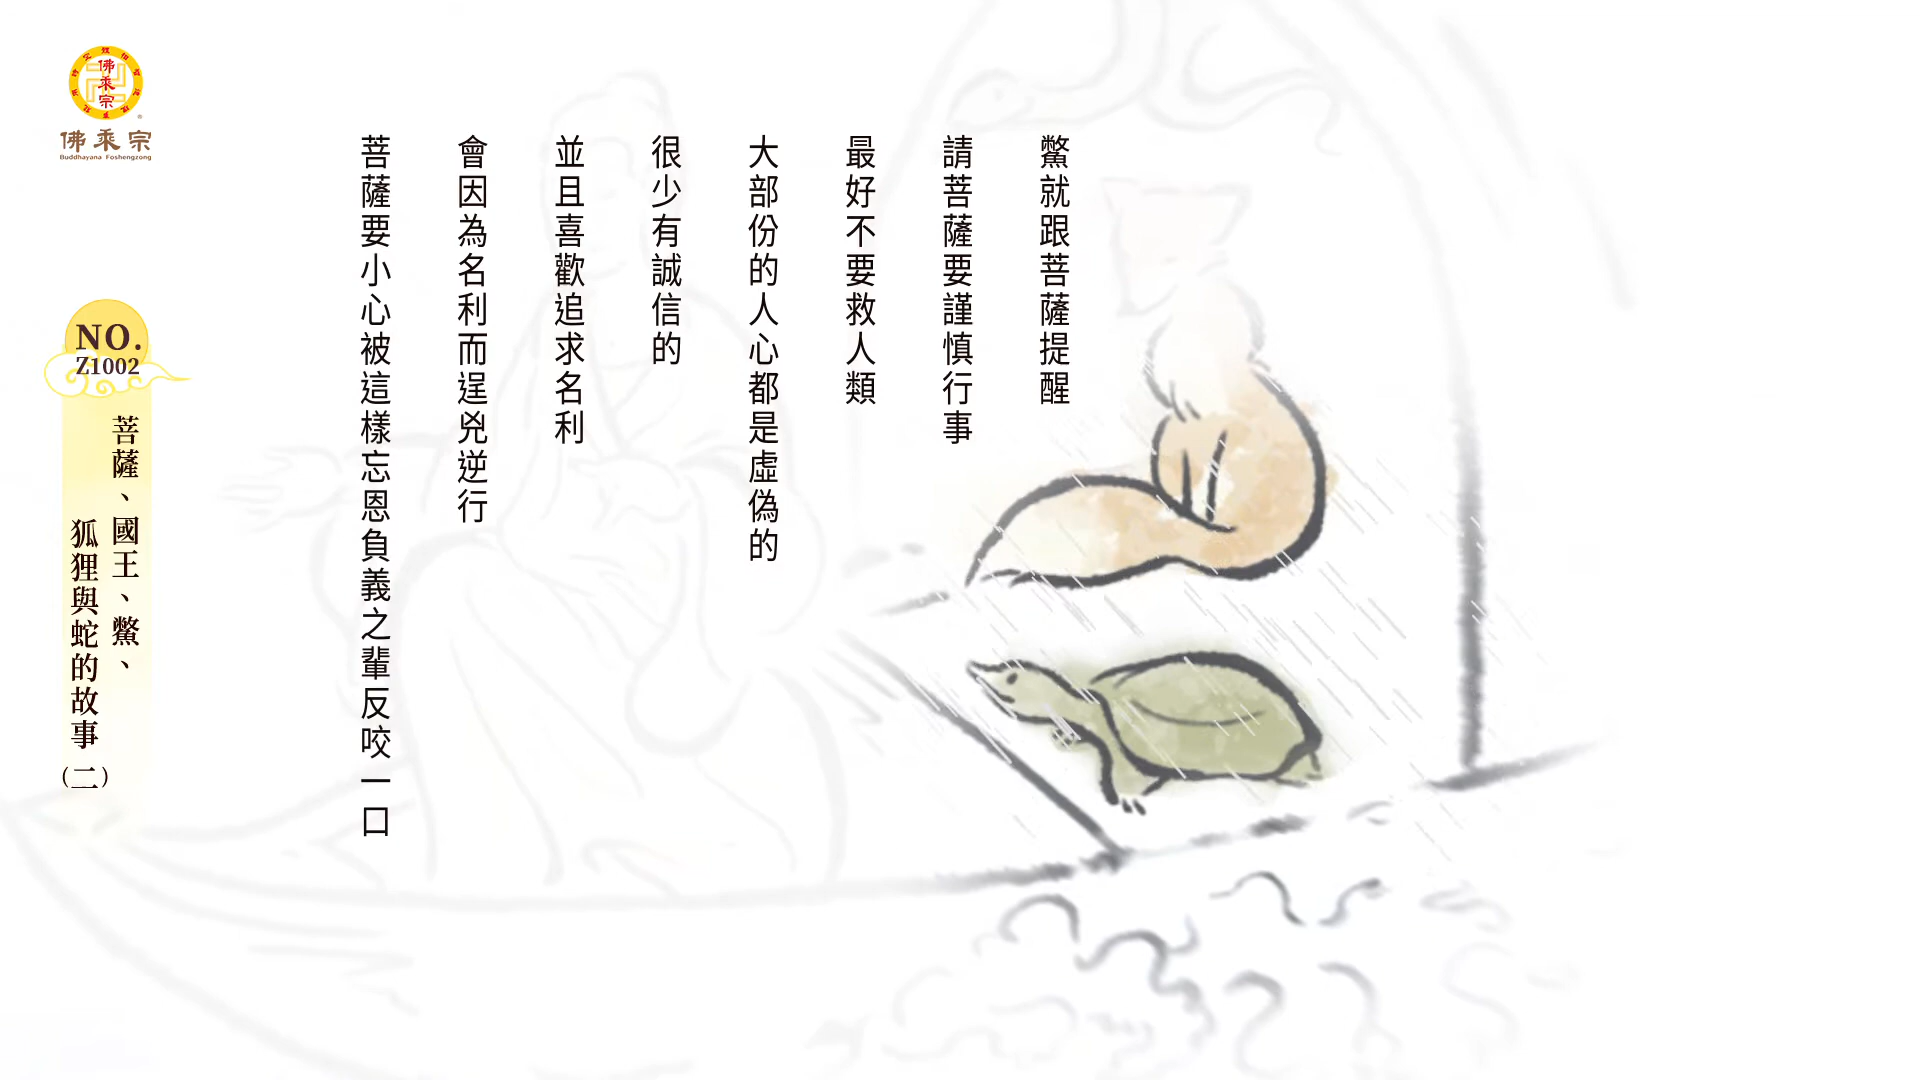 佛乘宗
佛乘宗
Buddhayana Foshengzong
NO.
Z1002
菩薩、國王、鱉、
狐狸與蛇的故事(二)
鱉就跟菩薩提醒
請菩薩要謹慎行事
最好不要救人類
大部份的人心都是虛偽的
很少有誠信的
並且喜歡追求名利
會因為名利而逞兇逆行
菩薩要小心被這樣忘恩負義之輩反咬一口